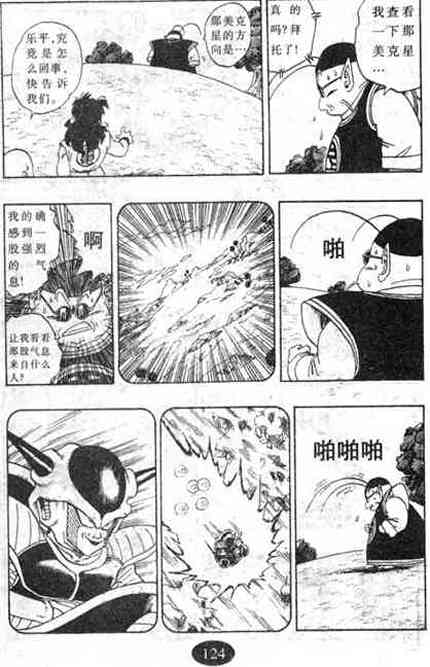 我查看
一下那
美克星
…
真的
吗?拜
托了!
那美克
星的方
向是…
乐平,究
竟是怎
么回事,
快告诉
我们。
啪
啊
我的确
感到一
股强烈
的气
息!
让我看看
那股气息
来自什么
人?
啪啪啪
124